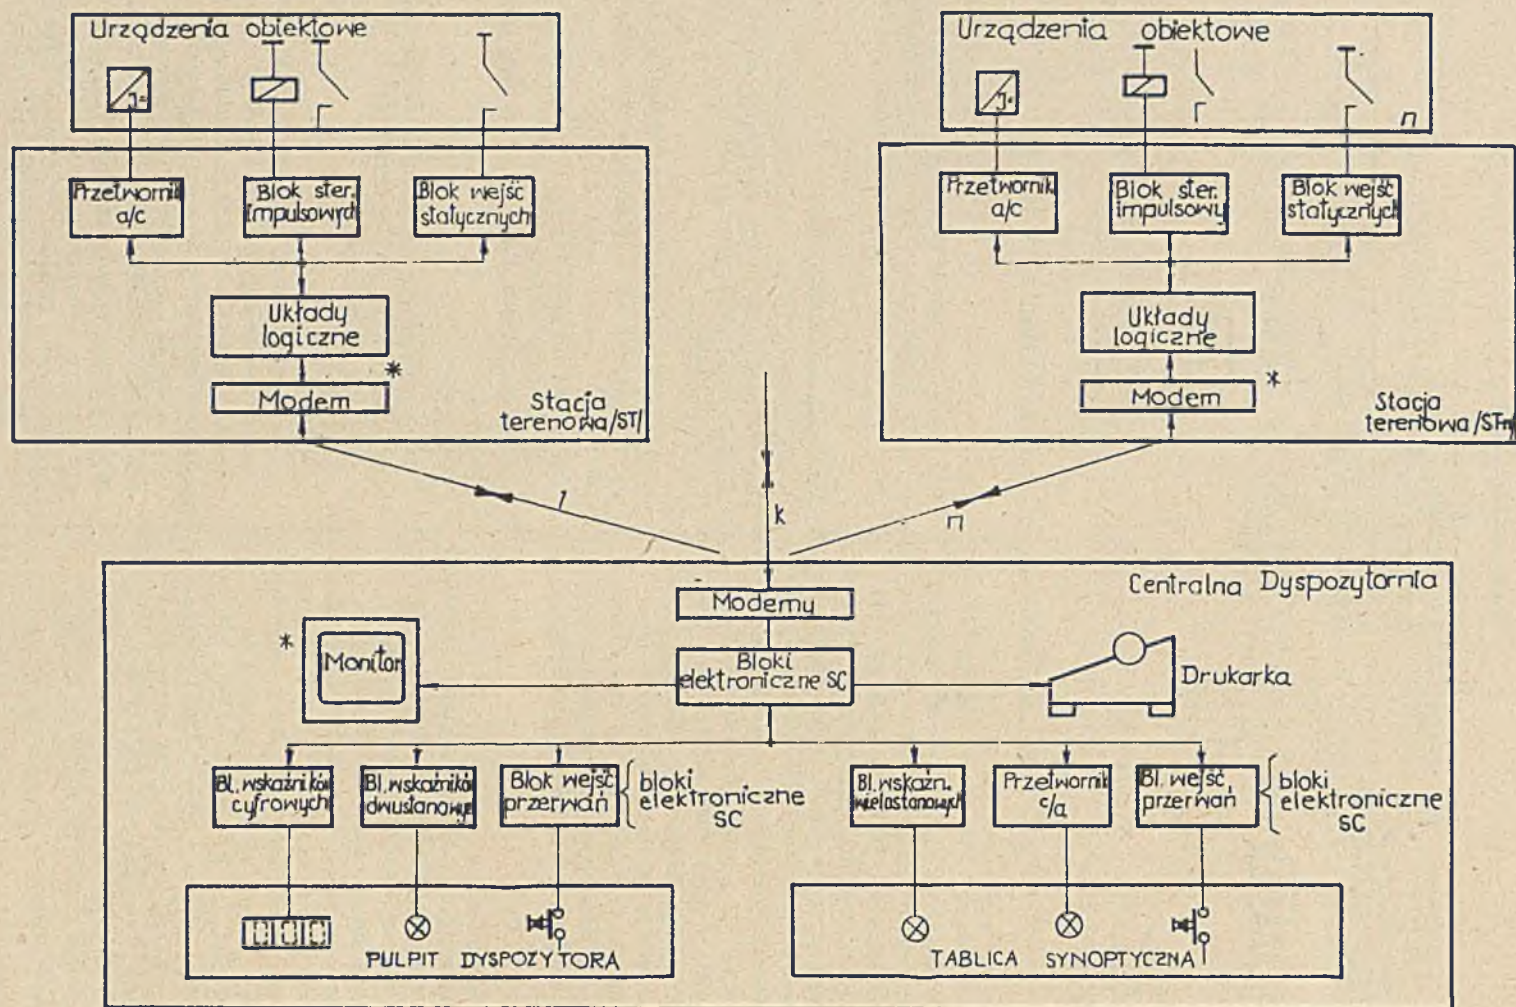 Urządzenia obiektowe
J=
Przetwornik
a/c
Blok ster.
impulsowych
Blok wejść
statycznych
Układy
logiczne
*
Modem
Stacja
terenowa/ST/
Urządzenia obiektowe
J=
n
Przetwornik
a/c
Blok ster.
impulsowy
Blok wejść
statycznych
Układy
logiczne
*
Modem
Stacja
terenowa/STn/
1
k
n
Centralna Dyspozytornia
Modemy
*
Monitor
Bloki
elektroniczne SC
Drukarka
Bl. wskaźników
cyfrowych
Bl. wskaźników
dwustanowych
Blok wejść
przerwań
bloki
elektroniczne
SC
Bl. wskaźn.
wielostanowych
Przetwornik
c/a
Bl. wejść
przerwań
bloki
elektroniczne
SC
PULPIT DYSPOZYTORA
TABLICA SYNOPTYCZNA